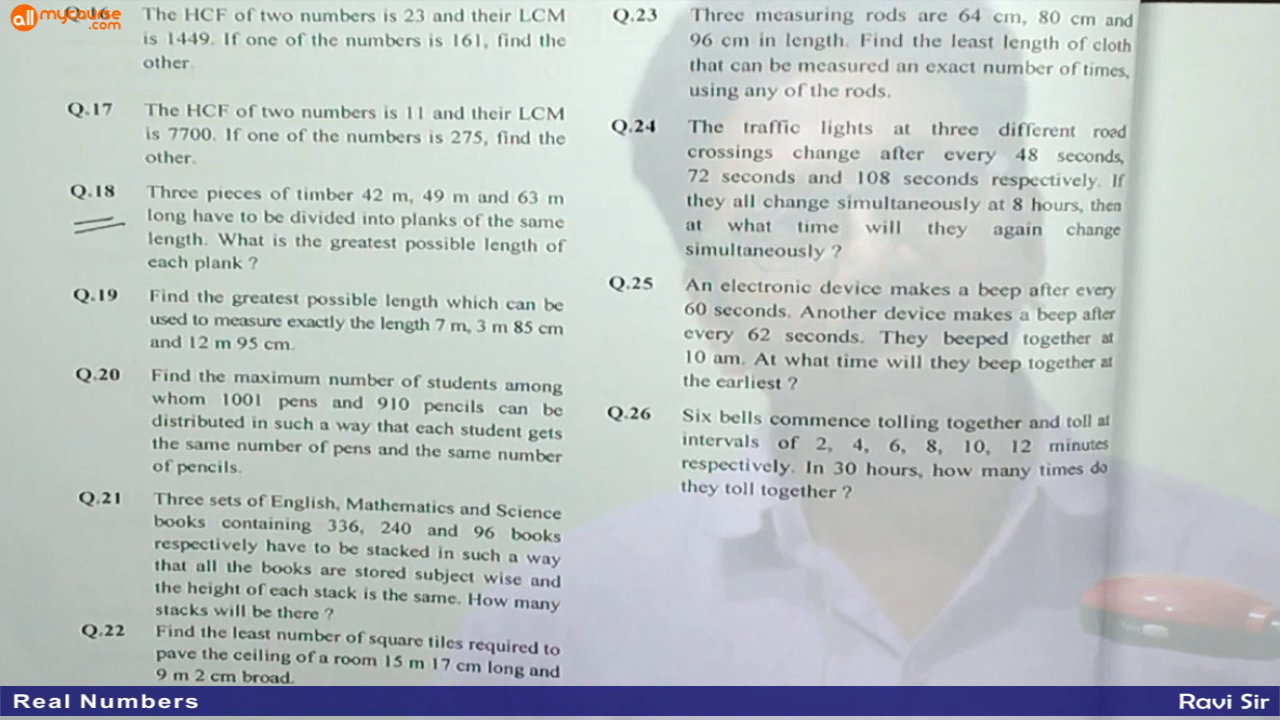 all mycourse
.com
Q.16 The HCF of two numbers is 23 and their LCM
is 1449. If one of the numbers is 161, find the
other.
Q.17 The HCF of two numbers is 11 and their LCM
is 7700. If one of the numbers is 275, find the
other.
Q.18 Three pieces of timber 42 m, 49 m and 63 m
long have to be divided into planks of the same
length. What is the greatest possible length of
each plank ?
Q.19 Find the greatest possible length which can be
used to measure exactly the length 7 m, 3 m 85 cm
and 12 m 95 cm.
Q.20 Find the maximum number of students among
whom 1001 pens and 910 pencils can be
distributed in such a way that each student gets
the same number of pens and the same number
of pencils.
Q.21 Three sets of English, Mathematics and Science
books containing 336, 240 and 96 books
respectively have to be stacked in such a way
that all the books are stored subject wise and
the height of each stack is the same. How many
stacks will be there ?
Q.22 Find the least number of square tiles required to
pave the ceiling of a room 15 m 17 cm long and
9 m 2 cm broad.
Q.23 Three measuring rods are 64 cm, 80 cm and
96 cm in length. Find the least length of cloth
that can be measured an exact number of times,
using any of the rods.
Q.24 The traffic lights at three different road
crossings change after every 48 seconds,
72 seconds and 108 seconds respectively. If
they all change simultaneously at 8 hours, then
at what time will they again change
simultaneously ?
Q.25 An electronic device makes a beep after every
60 seconds. Another device makes a beep after
every 62 seconds. They beeped together at
10 am. At what time will they beep together at
the earliest ?
Q.26 Six bells commence tolling together and toll at
intervals of 2, 4, 6, 8, 10, 12 minutes
respectively. In 30 hours, how many times do
they toll together ?
Real Numbers
Ravi Sir